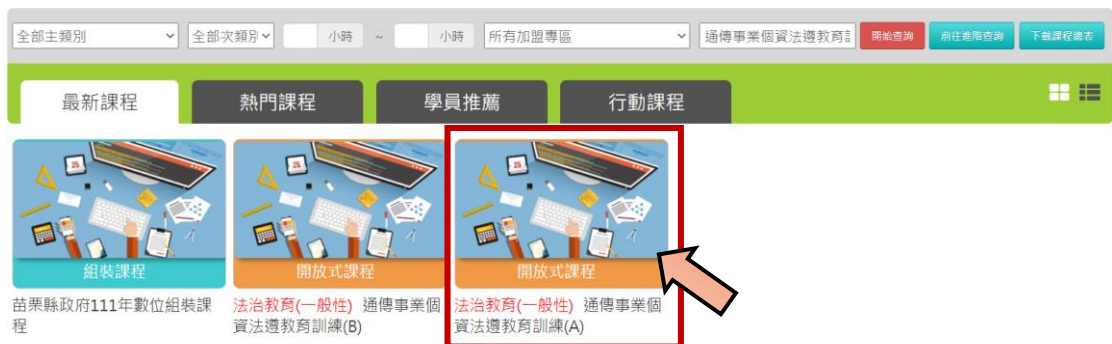 全部主類別 全部次類別 小時 ~ 小時 所有加盟專區 通傳事業個資法遵教育訓 開始查詢 前往進階查詢 下載課程總表
最新課程 熱門課程 學員推薦 行動課程
組裝課程 開放式課程 開放式課程
苗栗縣政府111年數位組裝課
程
法治教育(一般性) 通傳事業個
資法遵教育訓練(B)
法治教育(一般性) 通傳事業個
資法遵教育訓練(A)